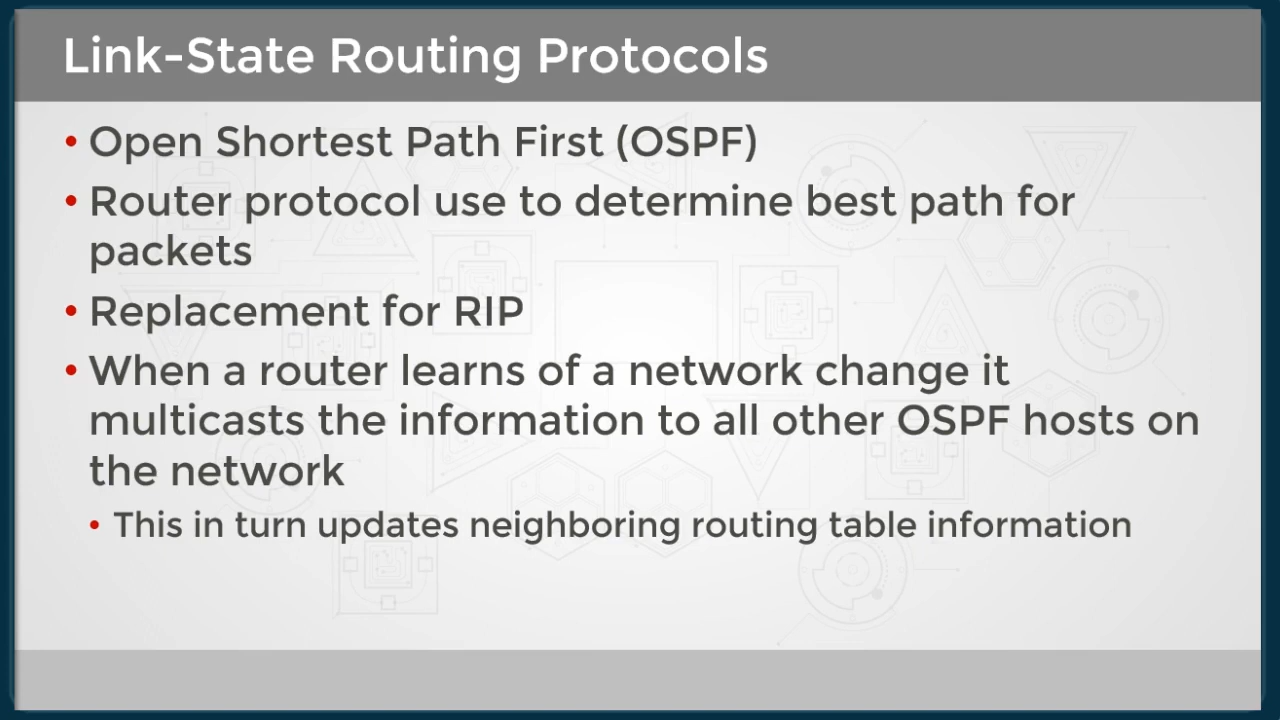 Link-State Routing Protocols
• Open Shortest Path First (OSPF)
• Router protocol use to determine best path for
packets
• Replacement for RIP
• When a router learns of a network change it
multicasts the information to all other OSPF hosts on
the network
• This in turn updates neighboring routing table information